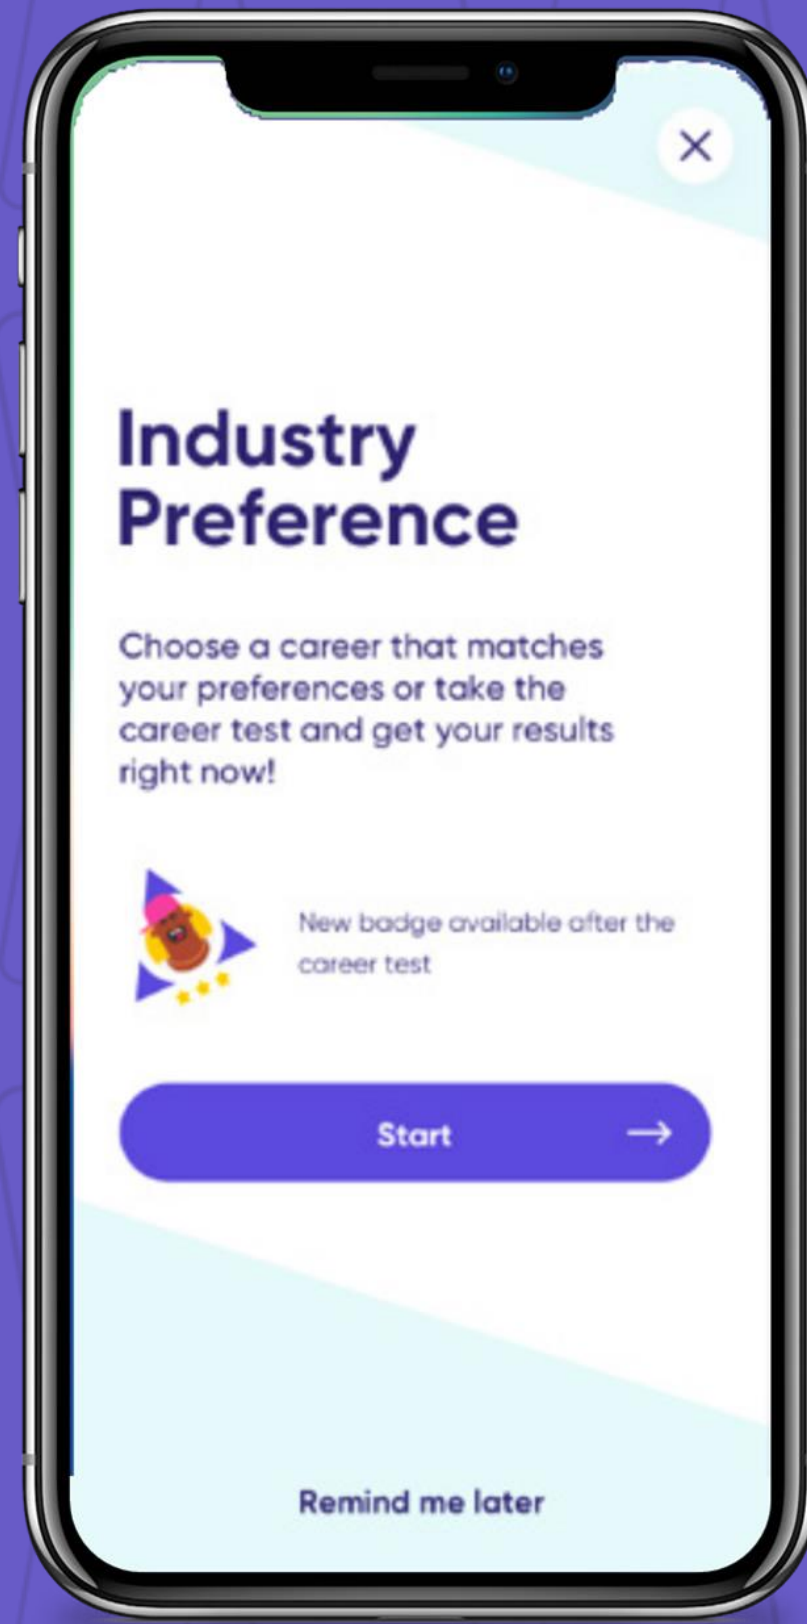 Industry
Preference
Choose a career that matches
your preferences or take the
career test and get your results
right now!
New badge available after the
career test
Start
Remind me later